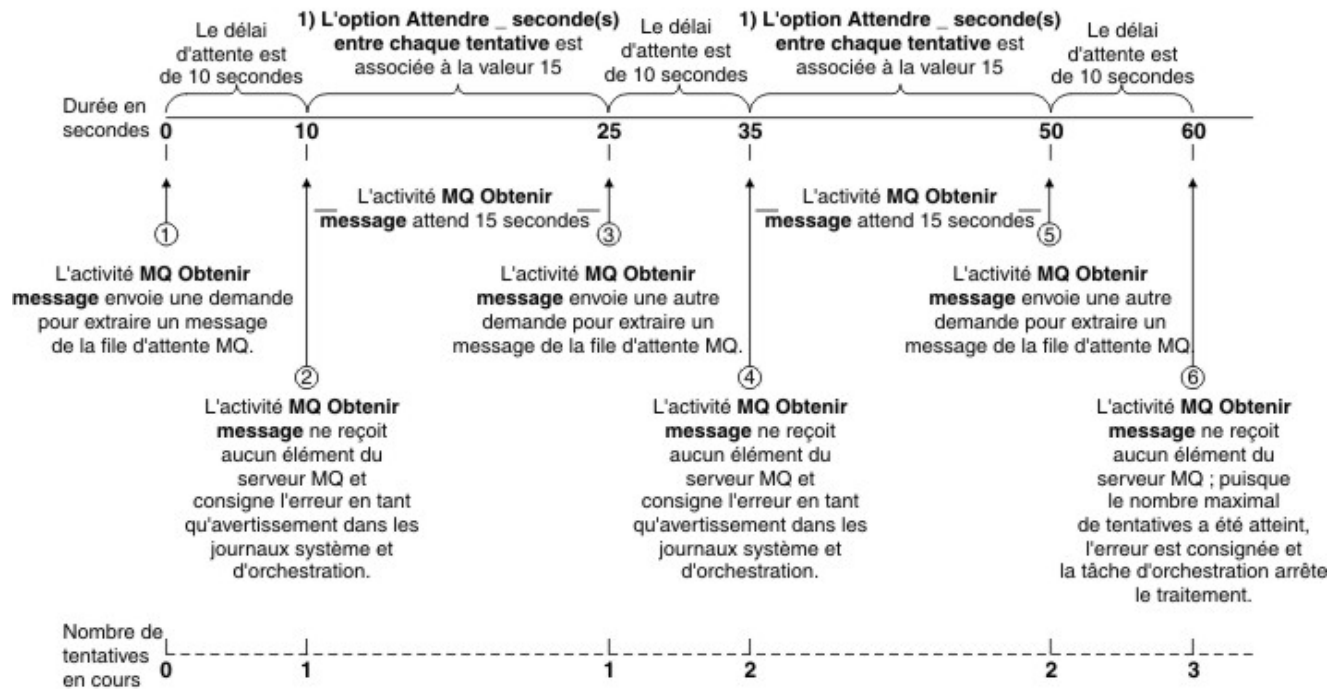 Le délai
d'attente est
de 10 secondes
1) L'option Attendre _ seconde(s)
entre chaque tentative est
associée à la valeur 15
Le délai
d'attente est
de 10 secondes
1) L'option Attendre _ seconde(s)
entre chaque tentative est
associée à la valeur 15
Le délai
d'attente est
de 10 secondes
Durée en
secondes
0 10 25 35 50 60
L'activité MQ Obtenir
message attend 15 secondes
L'activité MQ Obtenir
message attend 15 secondes
1
L'activité MQ Obtenir
message envoie une demande
pour extraire un message
de la file d'attente MQ.
3
L'activité MQ Obtenir
message envoie une autre
demande pour extraire un
message de la file d'attente MQ.
5
L'activité MQ Obtenir
message envoie une autre
demande pour extraire un
message de la file d'attente MQ.
2
L'activité MQ Obtenir
message ne reçoit
aucun élément du
serveur MQ et
consigne l'erreur en tant
qu'avertissement dans les
journaux système et
d'orchestration.
4
L'activité MQ Obtenir
message ne reçoit
aucun élément du
serveur MQ et
consigne l'erreur en tant
qu'avertissement dans les
journaux système et
d'orchestration.
6
L'activité MQ Obtenir
message ne reçoit
aucun élément du
serveur MQ ; puisque
le nombre maximal
de tentatives a été atteint,
l'erreur est consignée et
la tâche d'orchestration arrête
le traitement.
Nombre de
tentatives
en cours
0 1 1 2 2 3